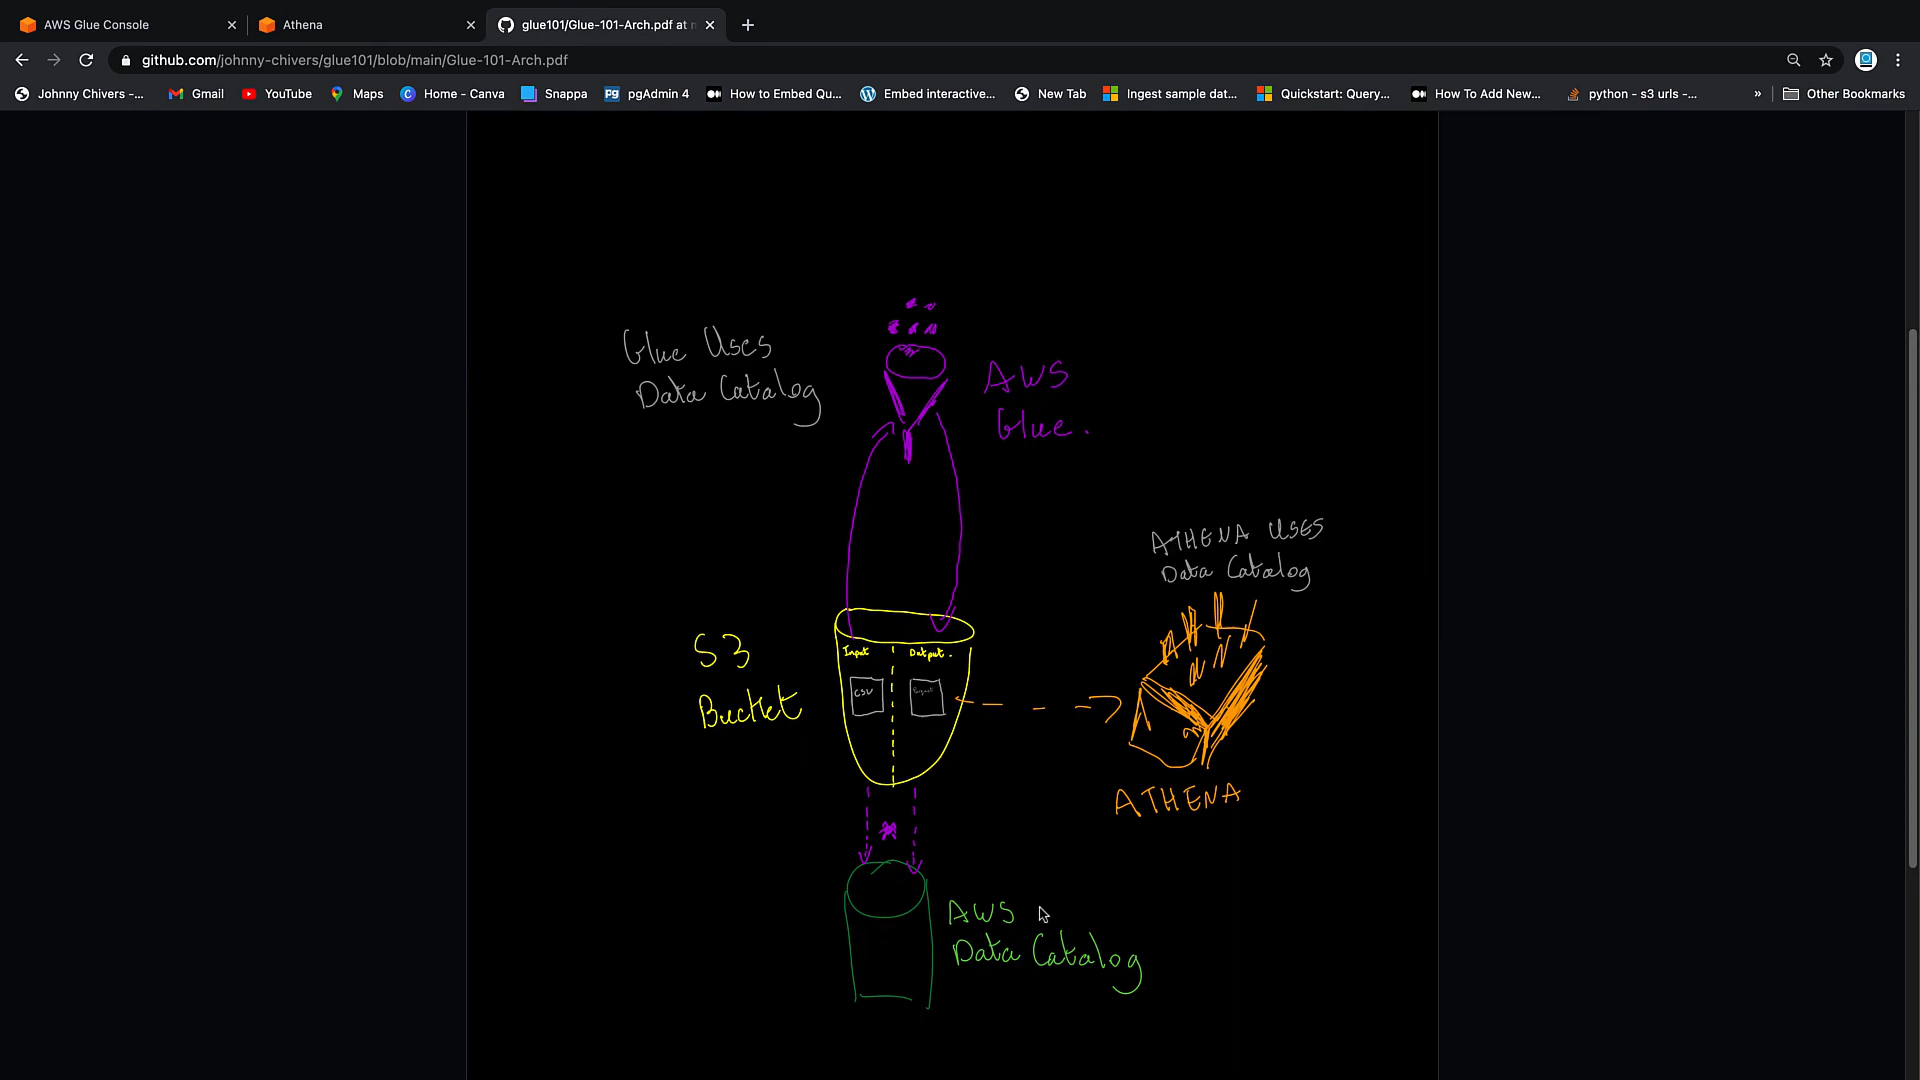 AWS Glue Console
Athena
glue101/Glue-101-Arch.pdf at
github.com/johnny-chivers/glue101/blob/main/Glue-101-Arch.pdf
Johnny Chivers -...
Gmail
YouTube
Maps
Home - Canva
Snappa
pgAdmin 4
How to Embed Qu...
Embed interactive...
New Tab
Ingest sample dat...
Quickstart: Query,...
How To Add New...
python - s3 urls -...
»
Other Bookmarks
Glue Uses
Data Catalog
AWS
Glue.
ATHENA USES
Data Catalog
S3
Bucket
Input
Output.
CSV
Parquet
ATHENA
AWS
Data Catalog